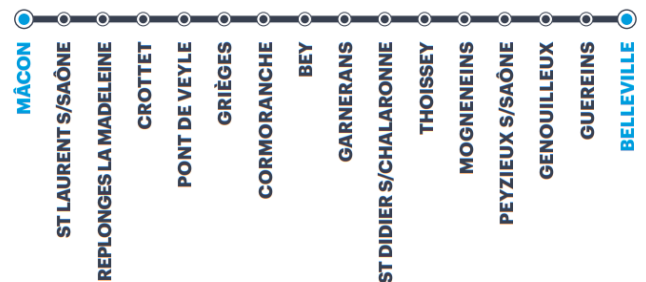 MÂCON
ST LAURENT S/SAÔNE
REPLONGES LA MADELEINE
CROTTET
PONT DE VEYLE
GRIÈGES
CORMORANCHE
BEY
GARNERANS
ST DIDIER S/CHALARONNE
THOISSEY
MOGNENEINS
PEYZIEUX S/SAÔNE
GENOUILLEUX
GUEREINS
BELLEVILLE